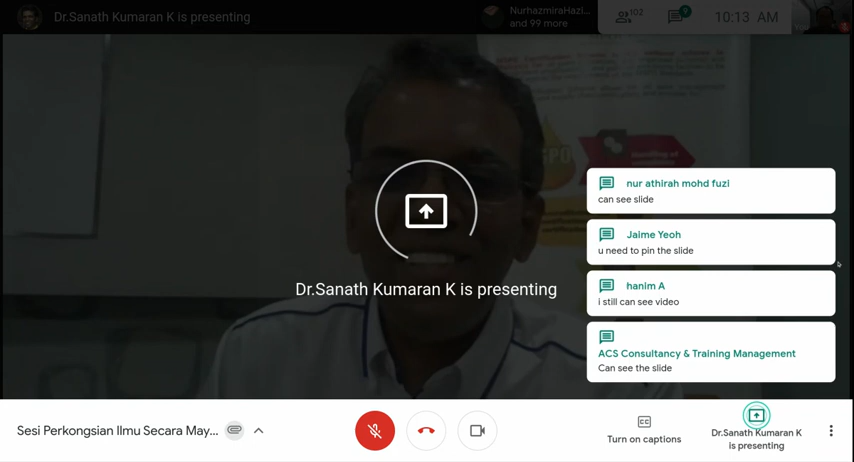 Dr.Sanath Kumaran K is presenting
NurhazmiraHazi...
and 99 more
102
9
10:13 AM
nur athirah mohd fuzi
can see slide
Jaime Yeoh
u need to pin the slide
hanim A
i still can see video
ACS Consultancy & Training Management
Can see the slide
Dr.Sanath Kumaran K is presenting
Sesi Perkongsian Ilmu Secara May...
CC
Turn on captions
Dr.Sanath Kumaran K
is presenting